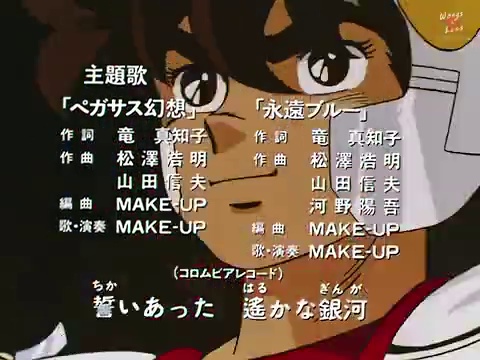 Wings of Love
主題歌
「ペガサス幻想」
作詞 竜 真知子
作曲 松澤浩明
山田信夫
編曲 MAKE-UP
歌・演奏 MAKE-UP
「永遠ブルー」
作詞 竜 真知子
作曲 松澤浩明
山田信夫
河野陽吾
編曲 MAKE-UP
歌・演奏 MAKE-UP
(コロムビアレコード)
ちか はる ぎんが
誓いあった 遙かな銀河